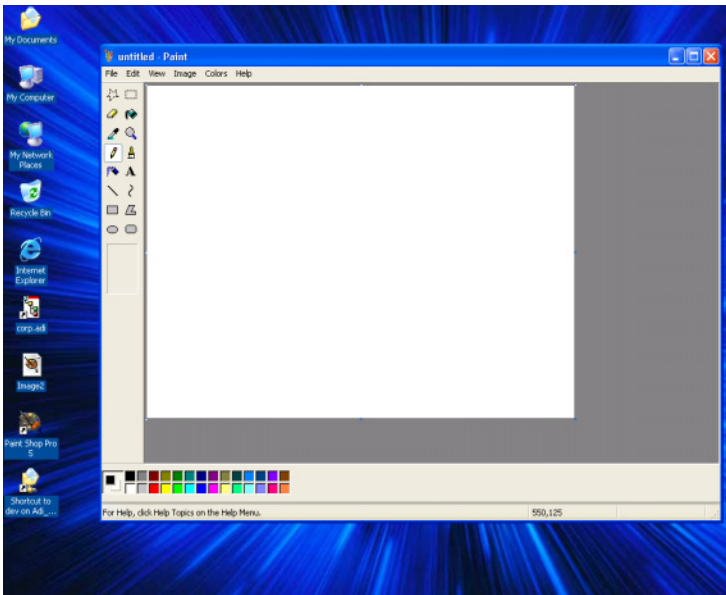 My Documents
My Computer
My Network
Places
Recycle Bin
Internet
Explorer
corp.adi
Image2
Paint Shop Pro
5
Shortcut to
dev on Adi_...
untitled - Paint
File Edit View Image Colors Help
A
For Help, click Help Topics on the Help Menu.
550,125